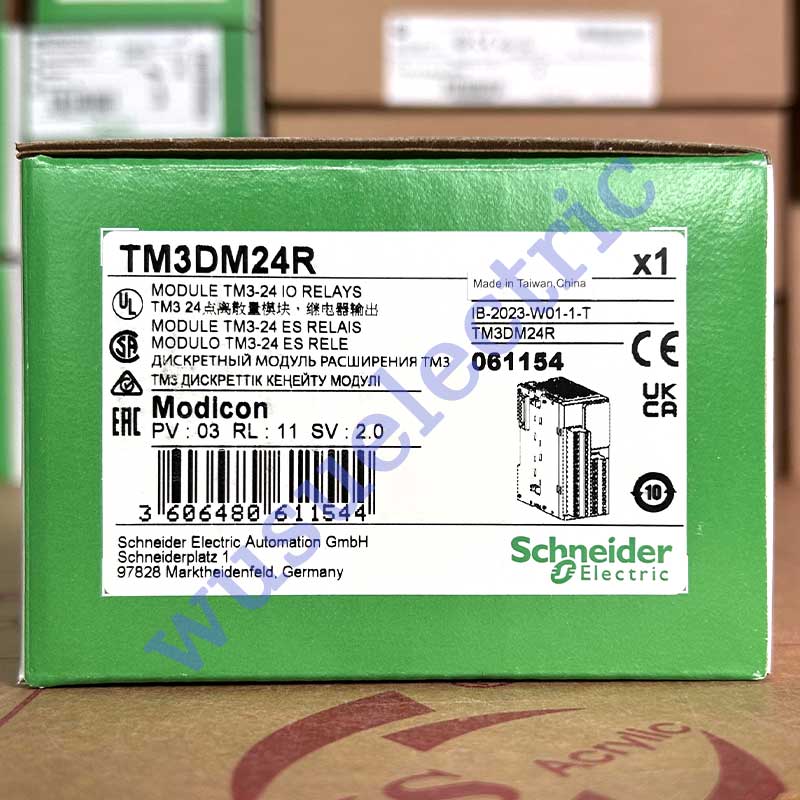 TM3DM24R
x1
MODULE TM3-24 IO RELAYS
TM3 24点离散量模块，继电器输出
MODULE TM3-24 ES RELAIS
MODULO TM3-24 ES RELE
ДИСКРЕТНЫЙ МОДУЛЬ РАСШИРЕНИЯ TM3
TM3 ДИСКРЕТТІК КЕҢЕЙТУ МОДУЛІ
Made in Taiwan,China
IB-2023-W01-1-T
TM3DM24R
061154
UL
SA
EAC
CE
UK
CA
10
Modicon
PV : 03 RL : 11 SV : 2.0
3 606480 611544
Schneider Electric Automation GmbH
Schneiderplatz 1
97828 Marktheidenfeld, Germany
Schneider
Electric
wusuelectric
Acrylic